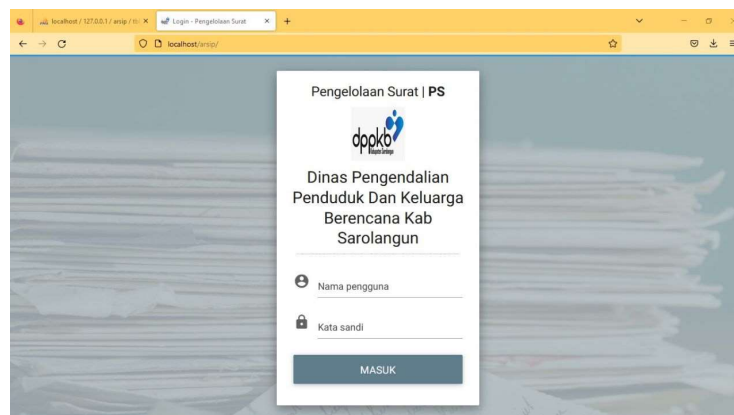 localhost / 127.0.0.1 / arsip /
Login - Pengelolaan Surat
localhost/arsip/
Pengelolaan Surat | PS
dppkb
Dinas Pengendalian
Penduduk Dan Keluarga
Berencana Kab
Sarolangun
Nama pengguna
Kata sandi
MASUK